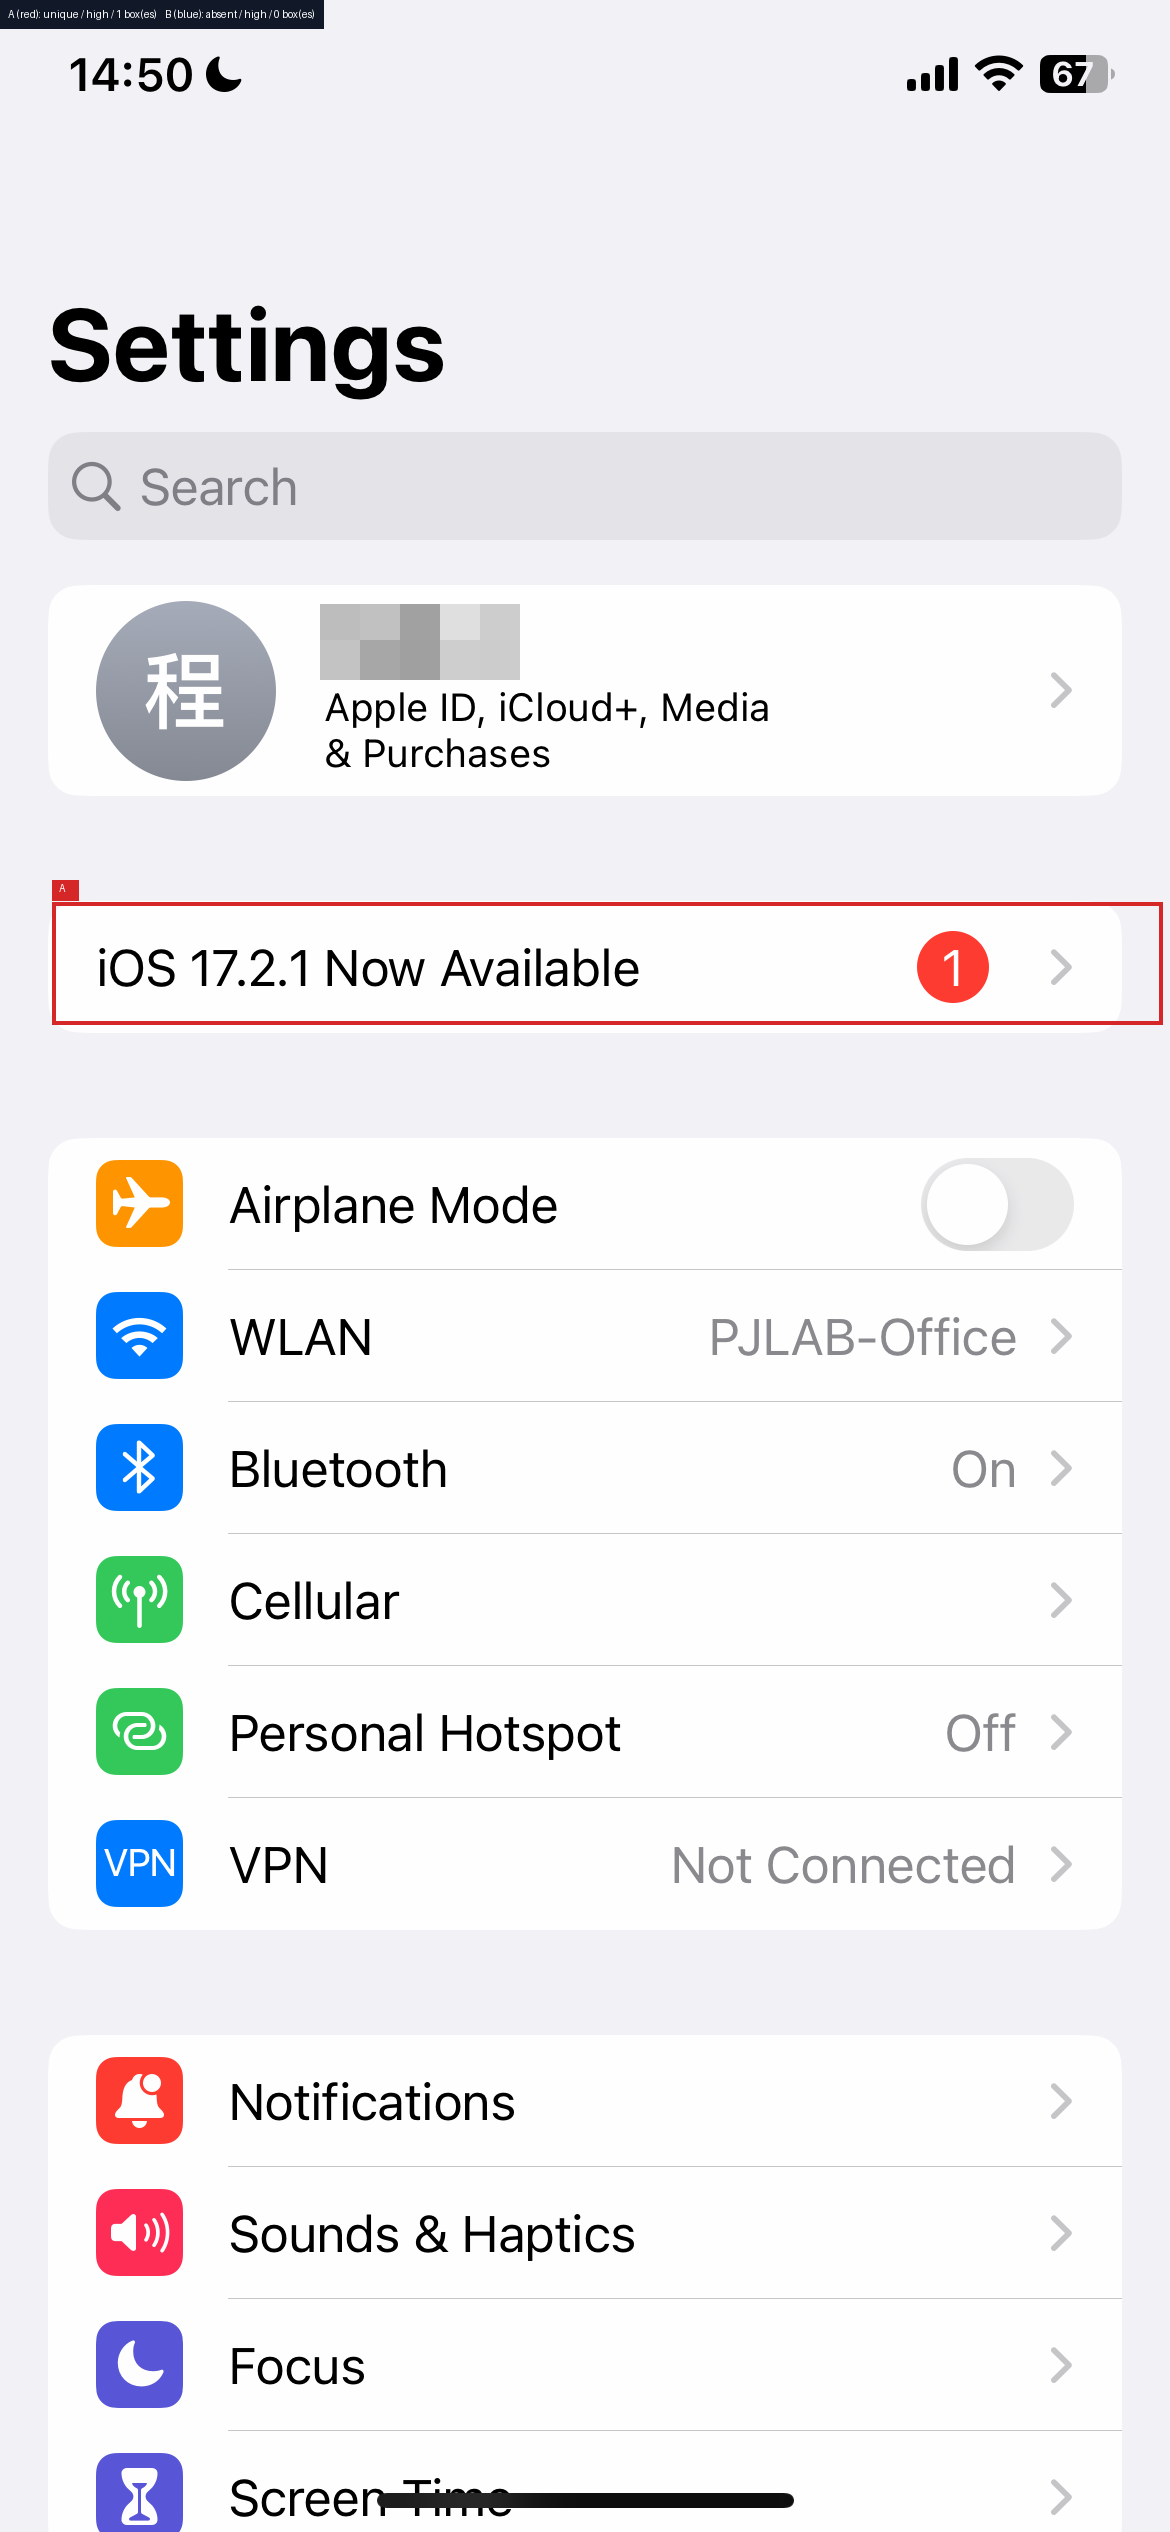 A (red): unique / high / 1 box(es) B (blue): absent / high / 0 box(es)
14:50
67
Settings
Search
程
Apple ID, iCloud+, Media
& Purchases
A
iOS 17.2.1 Now Available 1
Airplane Mode
WLAN PJLAB-Office
Bluetooth On
Cellular
Personal Hotspot Off
VPN VPN Not Connected
Notifications
Sounds & Haptics
Focus
Screen Time